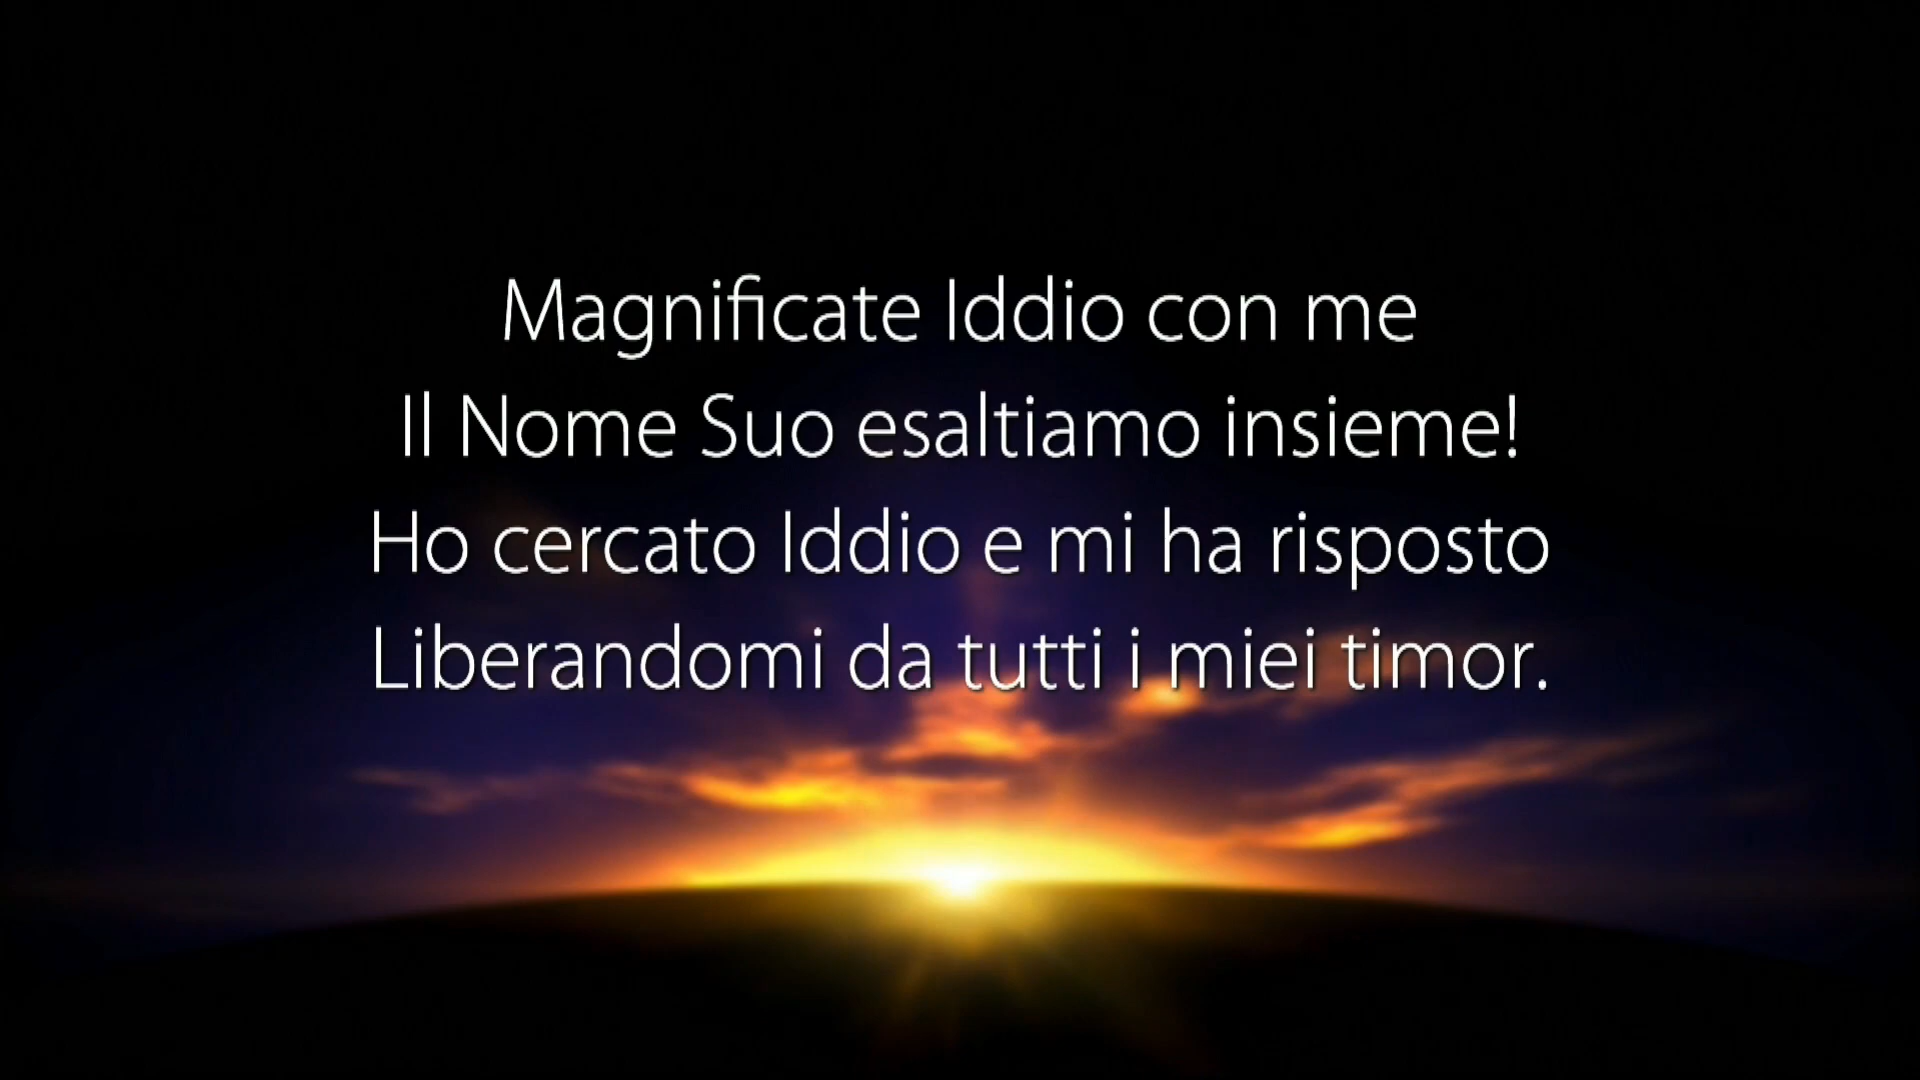 Magnificate Iddio con me
Il Nome Suo esaltiamo insieme!
Ho cercato Iddio e mi ha risposto
Liberandomi da tutti i miei timor.